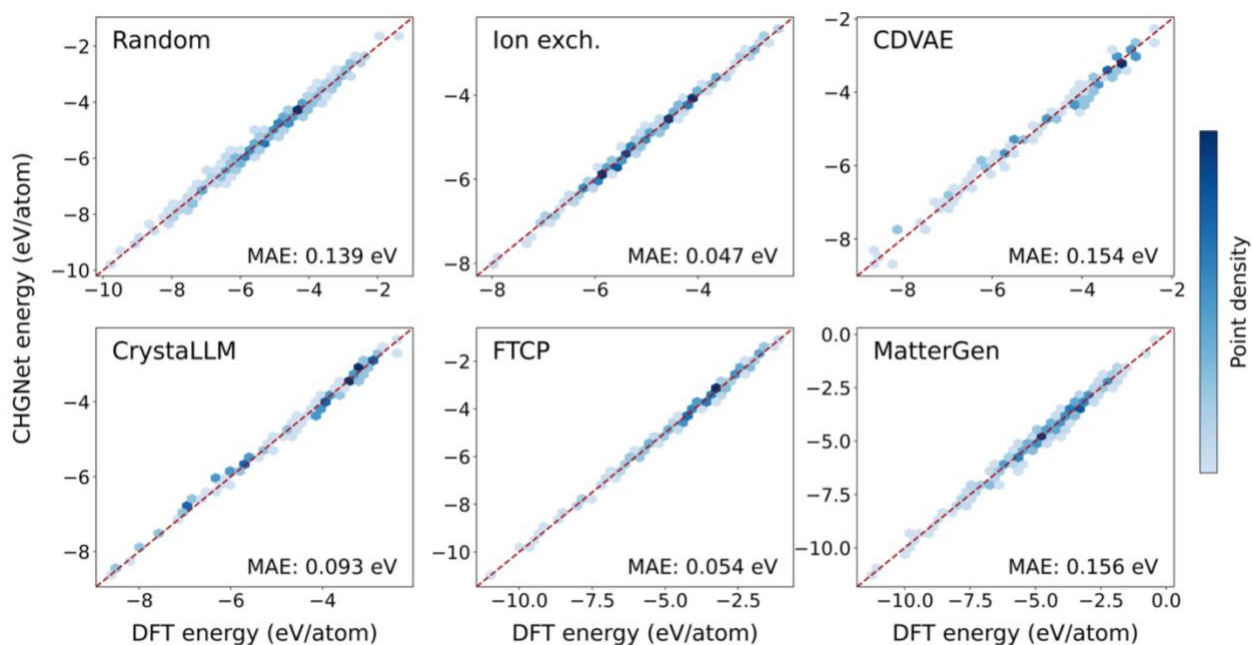 CHGNet energy (eV/atom)
Random
−2
−4
−6
−8
−10
MAE: 0.139 eV
−10
−8
−6
−4
−2
Ion exch.
−4
−6
−8
MAE: 0.047 eV
−8
−6
−4
CDVAE
−2
−4
−6
−8
MAE: 0.154 eV
−8
−6
−4
−2
Point density
CrystaLLM
−4
−6
−8
MAE: 0.093 eV
−8
−6
−4
DFT energy (eV/atom)
FTCP
−2
−4
−6
−8
−10
MAE: 0.054 eV
−10.0
−7.5
−5.0
−2.5
DFT energy (eV/atom)
MatterGen
0.0
−2.5
−5.0
−7.5
−10.0
MAE: 0.156 eV
−10.0
−7.5
−5.0
−2.5
0.0
DFT energy (eV/atom)